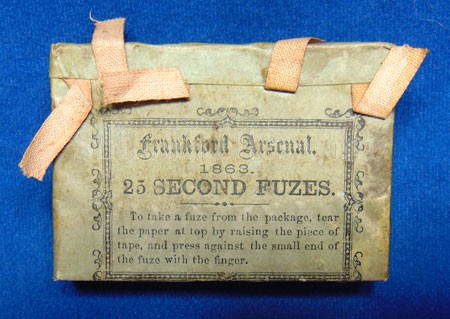 Frankford Arsenal.
1863.
25 SECOND FUZES.
To take a fuze from the package, tear
the paper at top by raising the piece of
tape, and press against the small end of
the fuze with the finger.